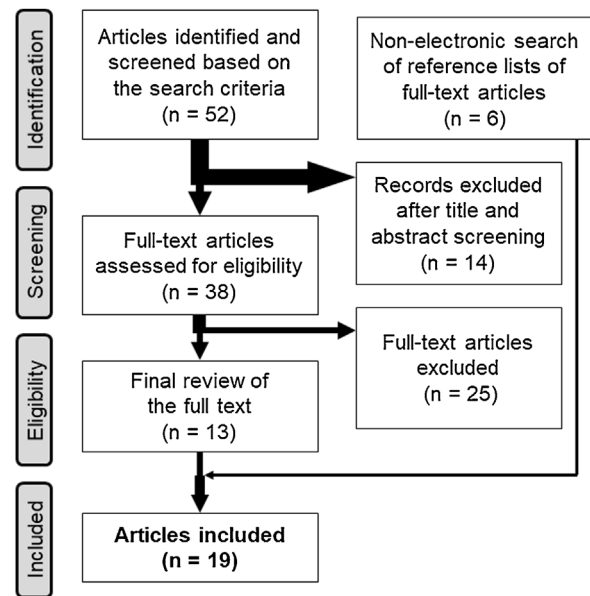 Identification
Articles identified and
screened based on
the search criteria
(n = 52)
Non-electronic search
of reference lists of
full-text articles
(n = 6)
Records excluded
after title and
abstract screening
(n = 14)
Screening
Full-text articles
assessed for eligibility
(n = 38)
Full-text articles
excluded
(n = 25)
Eligibility
Final review of
the full text
(n = 13)
Included
Articles included
(n = 19)